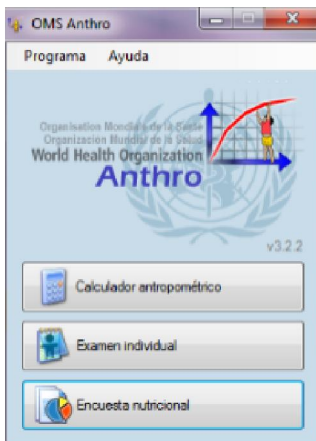 OMS Anthro
Programa Ayuda
Organisation Mondiale de la Santé
Organización Mundial de la Salud
World Health Organization
Anthro
v3.2.2
Calculador antropométrico
Examen individual
Encuesta nutricional